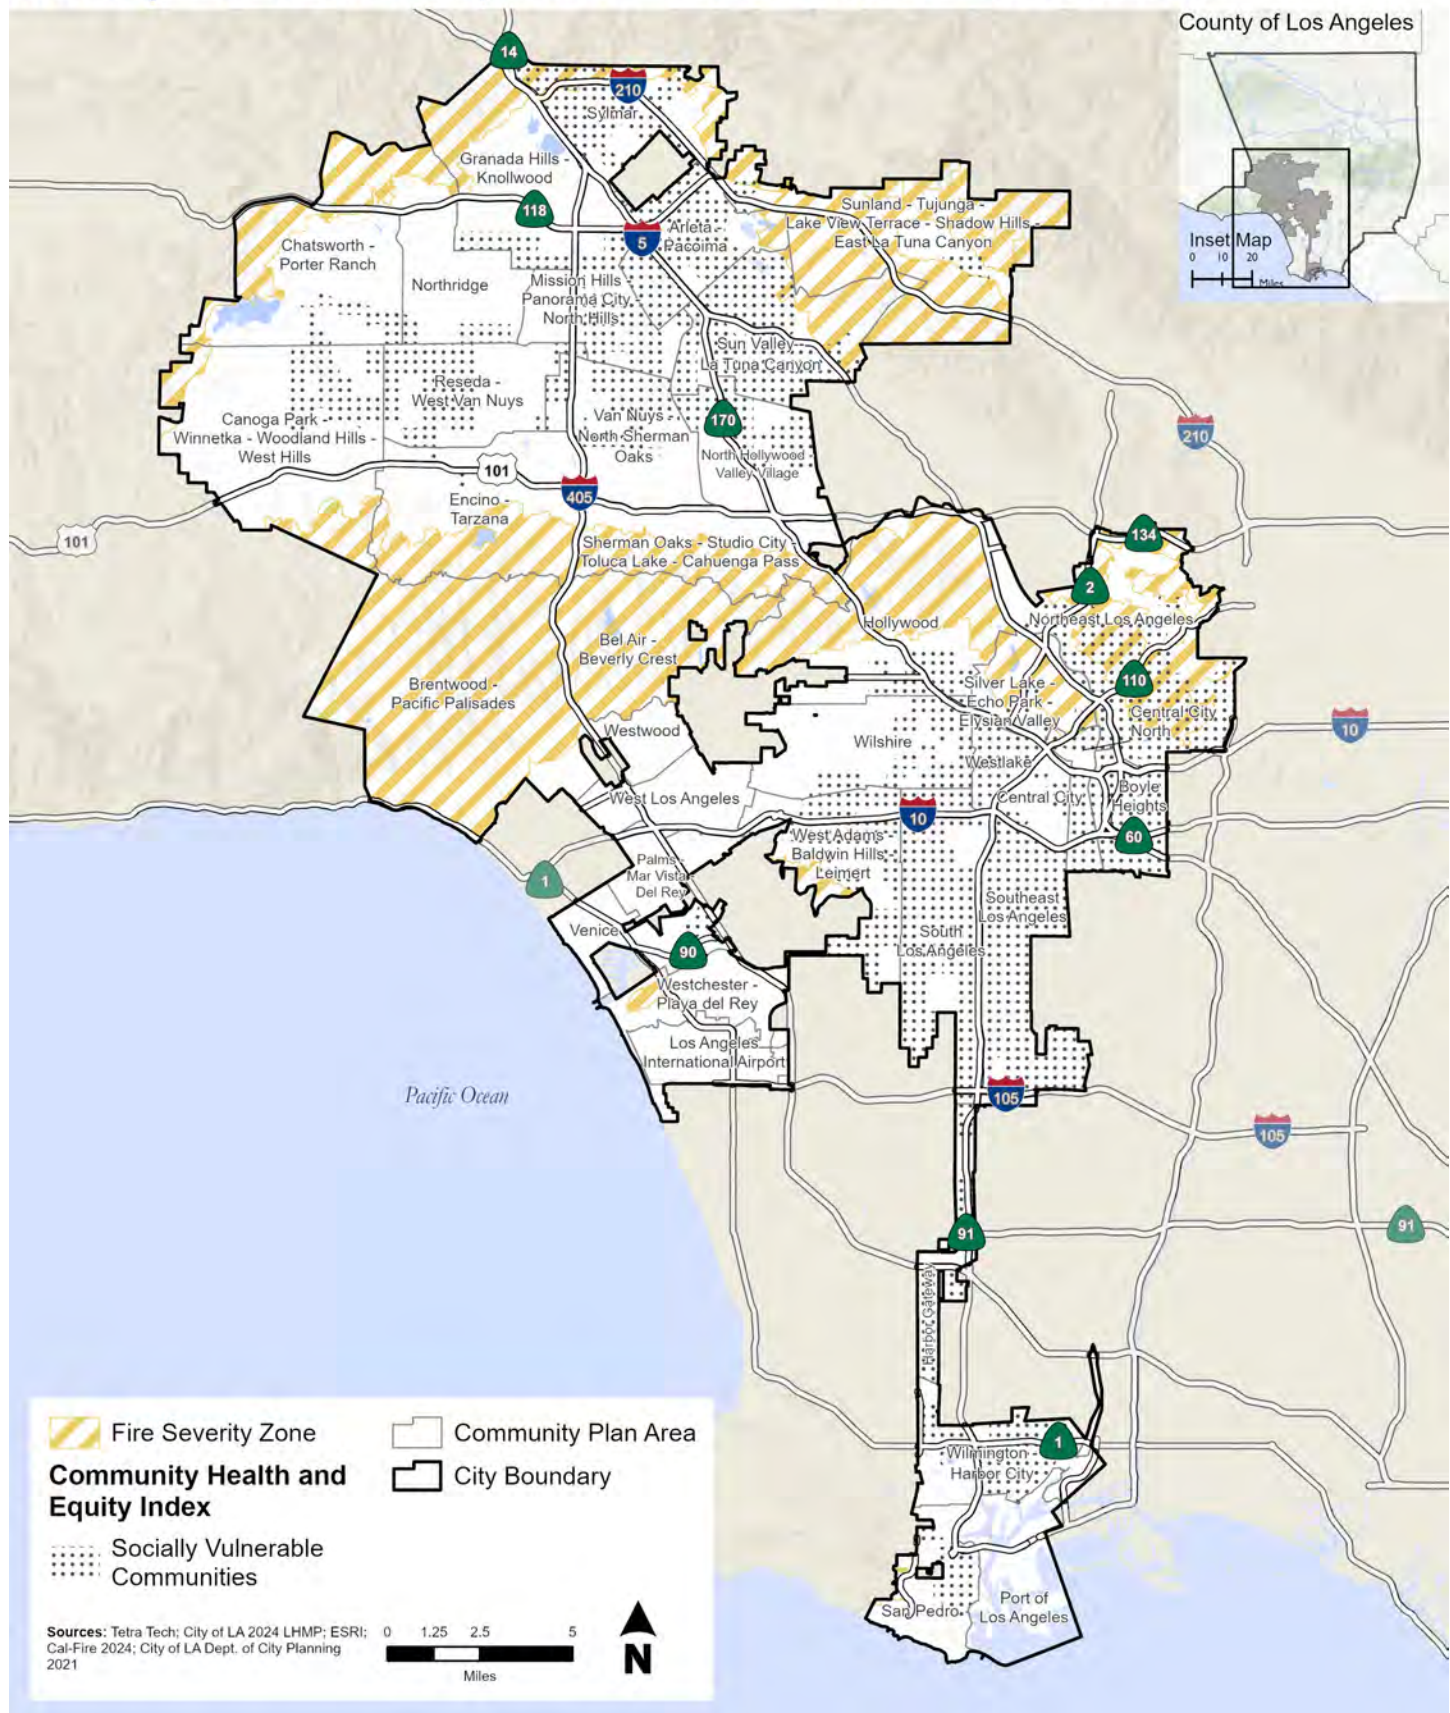 County of Los Angeles
Inset Map
0 10 20
Miles
14
210
Sylmar
Granada Hills -
Knollwood
118
5
Arleta -
Pacoima
Sunland - Tujunga -
Lake View Terrace - Shadow Hills -
East La Tuna Canyon
Chatsworth -
Porter Ranch
Northridge
Mission Hills -
Panorama City -
North Hills
Sun Valley -
La Tuna Canyon
Reseda -
West Van Nuys
Canoga Park -
Winnetka - Woodland Hills -
West Hills
Van Nuys -
North Sherman
Oaks
170
North Hollywood -
Valley Village
210
101
405
Encino -
Tarzana
101
Sherman Oaks - Studio City -
Toluca Lake - Cahuenga Pass
134
2
Hollywood
Northeast Los Angeles
Bel Air -
Beverly Crest
Brentwood -
Pacific Palisades
110
Silver Lake -
Echo Park -
Elysian Valley
Central City
North
10
Westwood
Wilshire
Westlake
West Los Angeles
Central City
Boyle
Heights
10
60
West Adams -
Baldwin Hills -
Leimert
Palms -
Mar Vista -
Del Rey
1
Southeast
Los Angeles
South
Los Angeles
Venice
90
Westchester -
Playa del Rey
Los Angeles
International Airport
Pacific Ocean
105
105
91
91
Harbor Gateway
1
Wilmington -
Harbor City
San Pedro
Port of
Los Angeles
Fire Severity Zone
Community Plan Area
Community Health and
Equity Index
City Boundary
Socially Vulnerable
Communities
Sources: Tetra Tech; City of LA 2024 LHMP; ESRI;
Cal-Fire 2024; City of LA Dept. of City Planning
2021
0 1.25 2.5 5
Miles
N